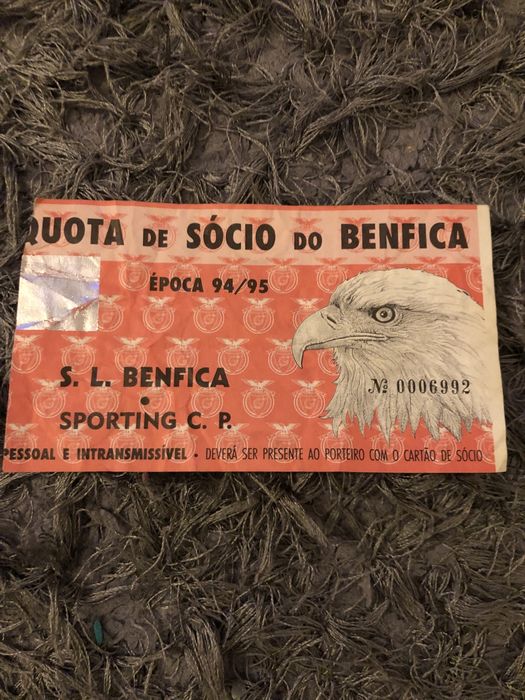 QUOTA DE SÓCIO DO BENFICA
ÉPOCA 94/95
S. L. BENFICA
•
SPORTING C. P.
Nº 0006992
PESSOAL E INTRANSMISSÍVEL • DEVERÁ SER PRESENTE AO PORTEIRO COM O CARTÃO DE SÓCIO